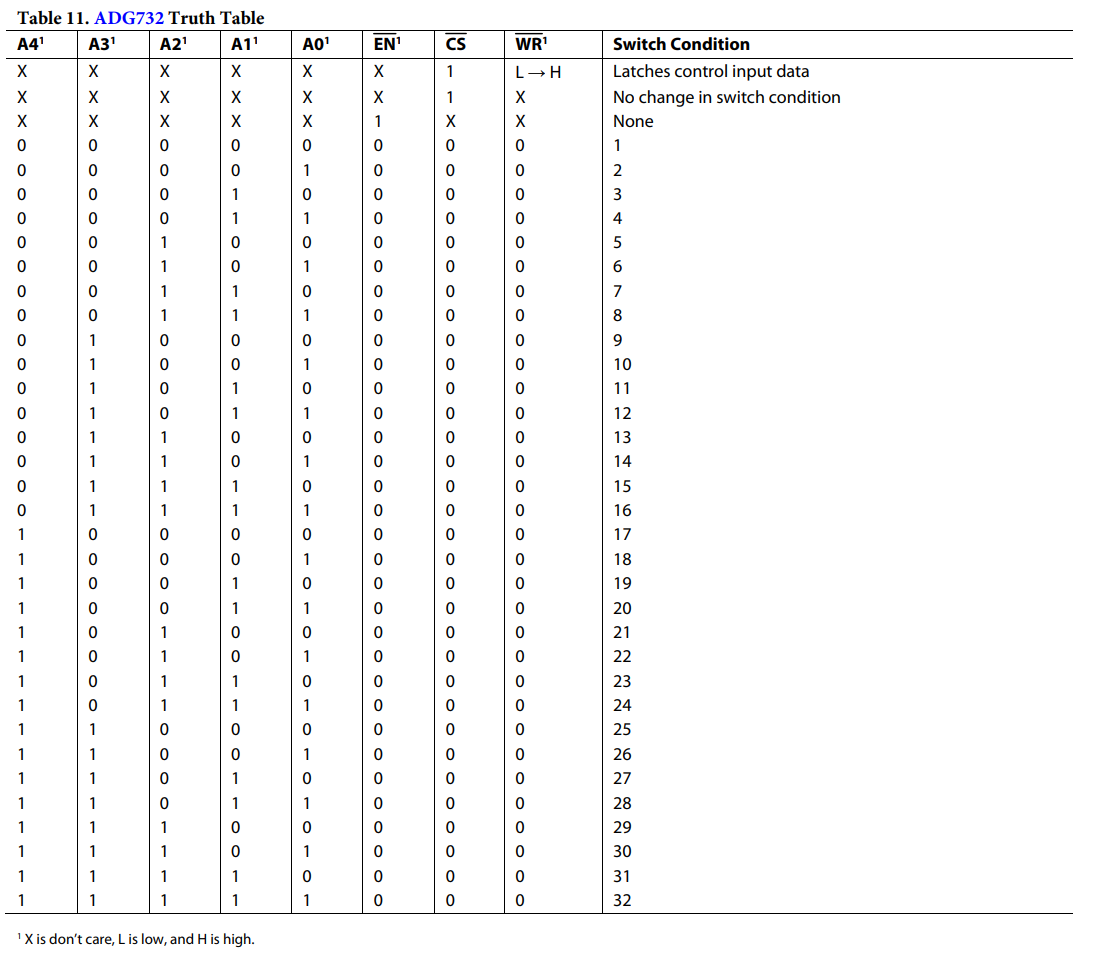 Table 11. ADG732 Truth Table
A4¹ A3¹ A2¹ A1¹ A0¹ E̅N̅¹ C̅S̅ W̅R̅¹ Switch Condition
X X X X X X 1 L → H Latches control input data
X X X X X X 1 X No change in switch condition
X X X X X 1 X X None
0 0 0 0 0 0 0 0 1
0 0 0 0 1 0 0 0 2
0 0 0 1 0 0 0 0 3
0 0 0 1 1 0 0 0 4
0 0 1 0 0 0 0 0 5
0 0 1 0 1 0 0 0 6
0 0 1 1 0 0 0 0 7
0 0 1 1 1 0 0 0 8
0 1 0 0 0 0 0 0 9
0 1 0 0 1 0 0 0 10
0 1 0 1 0 0 0 0 11
0 1 0 1 1 0 0 0 12
0 1 1 0 0 0 0 0 13
0 1 1 0 1 0 0 0 14
0 1 1 1 0 0 0 0 15
0 1 1 1 1 0 0 0 16
1 0 0 0 0 0 0 0 17
1 0 0 0 1 0 0 0 18
1 0 0 1 0 0 0 0 19
1 0 0 1 1 0 0 0 20
1 0 1 0 0 0 0 0 21
1 0 1 0 1 0 0 0 22
1 0 1 1 0 0 0 0 23
1 0 1 1 1 0 0 0 24
1 1 0 0 0 0 0 0 25
1 1 0 0 1 0 0 0 26
1 1 0 1 0 0 0 0 27
1 1 0 1 1 0 0 0 28
1 1 1 0 0 0 0 0 29
1 1 1 0 1 0 0 0 30
1 1 1 1 0 0 0 0 31
1 1 1 1 1 0 0 0 32
¹ X is don’t care, L is low, and H is high.